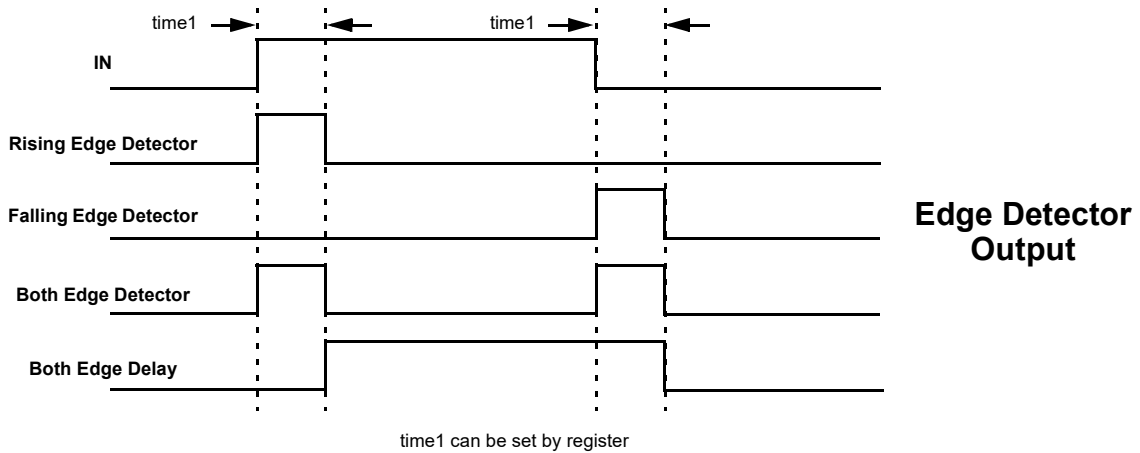 time1
time1
IN
Rising Edge Detector
Falling Edge Detector
Edge Detector
Output
Both Edge Detector
Both Edge Delay
time1 can be set by register